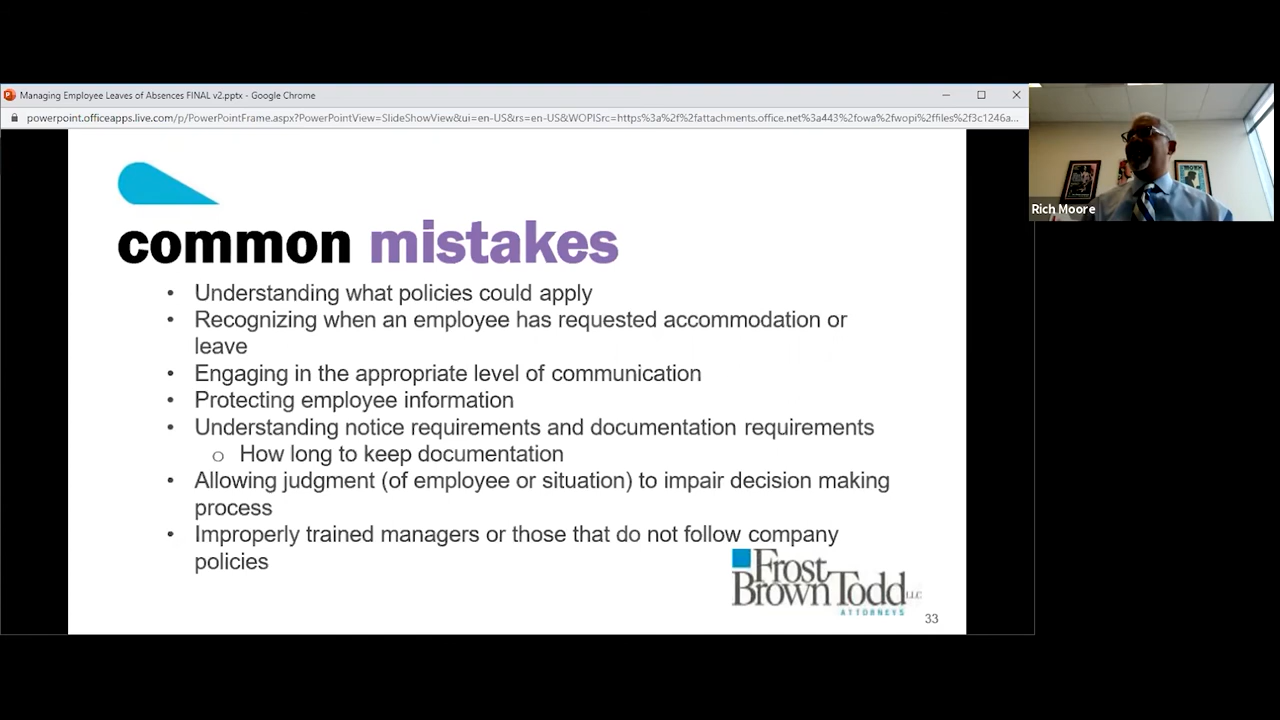 Managing Employee Leaves of Absences FINAL v2.pptx - Google Chrome
powerpoint.officeapps.live.com/p/PowerPointFrame.aspx?PowerPointView=SlideShowView&ui=en-US&rs=en-US&WOPISrc=https%3a%2f%2fattachments.office.net%3a443%2fowa%2fwopi%2ffiles%2f3c1246a...
Rich Moore
common mistakes
• Understanding what policies could apply
• Recognizing when an employee has requested accommodation or
leave
• Engaging in the appropriate level of communication
• Protecting employee information
• Understanding notice requirements and documentation requirements
o How long to keep documentation
• Allowing judgment (of employee or situation) to impair decision making
process
• Improperly trained managers or those that do not follow company
policies
Frost
Brown Todd LLC
ATTORNEYS
33